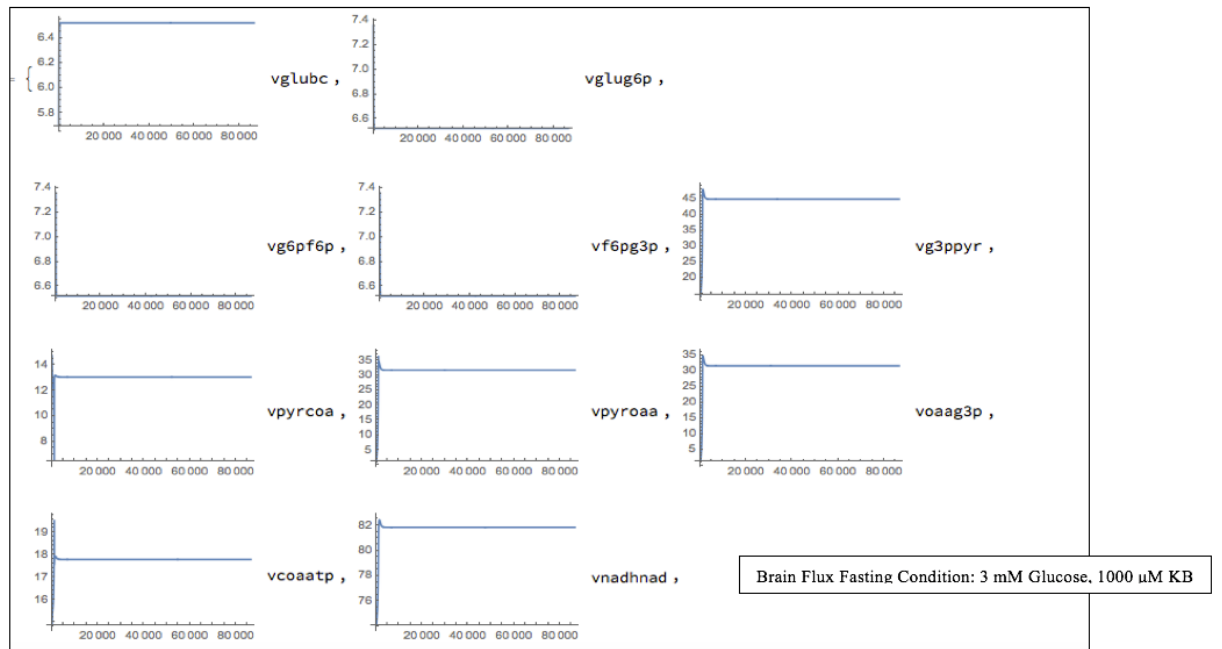 6.4
6.2
= {
6.0
vglubc ,
5.8
20 000 40 000 60 000 80 000
7.4
7.2
7.0
vglug6p ,
6.8
6.6
20 000 40 000 60 000 80 000
7.4
7.2
7.0
vg6pf6p ,
6.8
6.6
20 000 40 000 60 000 80 000
7.4
7.2
7.0
vf6pg3p ,
6.8
6.6
20 000 40 000 60 000 80 000
45
40
35
30
vg3ppyr ,
25
20
20 000 40 000 60 000 80 000
14
12
10
vpyrcoa ,
8
20 000 40 000 60 000 80 000
35
30
25
20
vpyroaa ,
15
10
5
20 000 40 000 60 000 80 000
35
30
25
20
voaag3p ,
15
10
5
20 000 40 000 60 000 80 000
19
18
17
vcoaatp ,
16
20 000 40 000 60 000 80 000
82
80
78
vnadhnad ,
76
20 000 40 000 60 000 80 000
Brain Flux Fasting Condition: 3 mM Glucose, 1000 μM KB